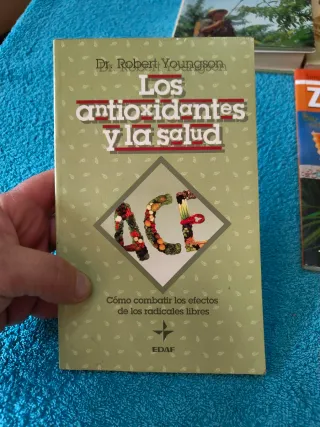 Dr. Robert Youngson
Los
antioxidantes
y la salud
ACE
Cómo combatir los efectos
de los radicales libres
EDAF
Z